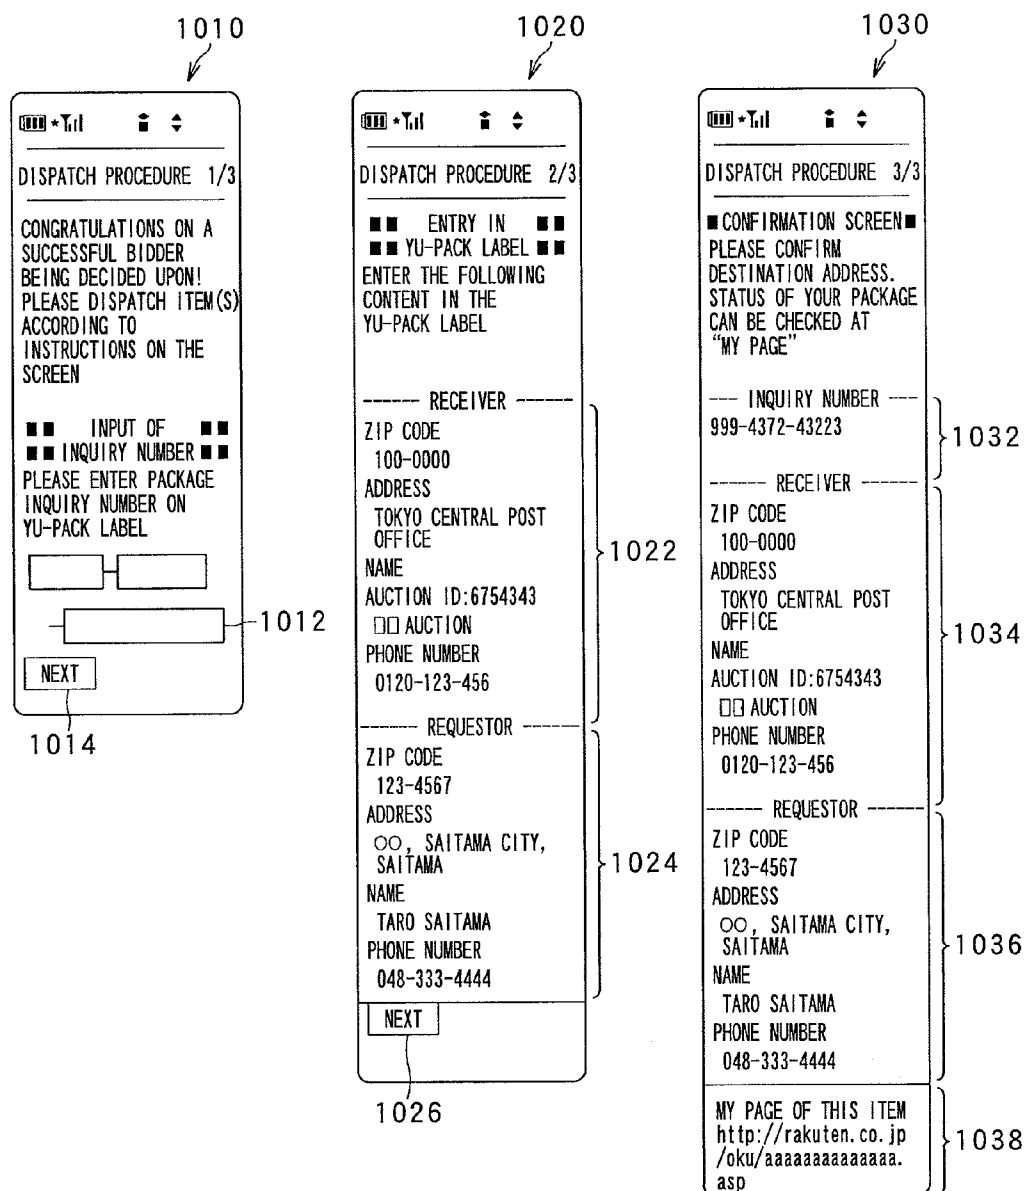 1010
DISPATCH PROCEDURE 1/3
CONGRATULATIONS ON A
SUCCESSFUL BIDDER
BEING DECIDED UPON!
PLEASE DISPATCH ITEM(S)
ACCORDING TO
INSTRUCTIONS ON THE
SCREEN
■■ INPUT OF ■■
■■ INQUIRY NUMBER ■■
PLEASE ENTER PACKAGE
INQUIRY NUMBER ON
YU-PACK LABEL
1012
NEXT
1014
1020
DISPATCH PROCEDURE 2/3
■■ ENTRY IN ■■
■■ YU-PACK LABEL ■■
ENTER THE FOLLOWING
CONTENT IN THE
YU-PACK LABEL
------ RECEIVER ------
ZIP CODE
100-0000
ADDRESS
TOKYO CENTRAL POST
OFFICE
NAME
AUCTION ID:6754343
□□ AUCTION
PHONE NUMBER
0120-123-456
1022
------ REQUESTOR ------
ZIP CODE
123-4567
ADDRESS
○○, SAITAMA CITY,
SAITAMA
NAME
TARO SAITAMA
PHONE NUMBER
048-333-4444
1024
NEXT
1026
1030
DISPATCH PROCEDURE 3/3
■CONFIRMATION SCREEN■
PLEASE CONFIRM
DESTINATION ADDRESS.
STATUS OF YOUR PACKAGE
CAN BE CHECKED AT
“MY PAGE”
--- INQUIRY NUMBER ---
999-4372-43223
1032
------ RECEIVER ------
ZIP CODE
100-0000
ADDRESS
TOKYO CENTRAL POST
OFFICE
NAME
AUCTION ID:6754343
□□ AUCTION
PHONE NUMBER
0120-123-456
1034
------ REQUESTOR ------
ZIP CODE
123-4567
ADDRESS
○○, SAITAMA CITY,
SAITAMA
NAME
TARO SAITAMA
PHONE NUMBER
048-333-4444
1036
MY PAGE OF THIS ITEM
http://rakuten.co.jp
/oku/aaaaaaaaaaaaaa.
asp
1038